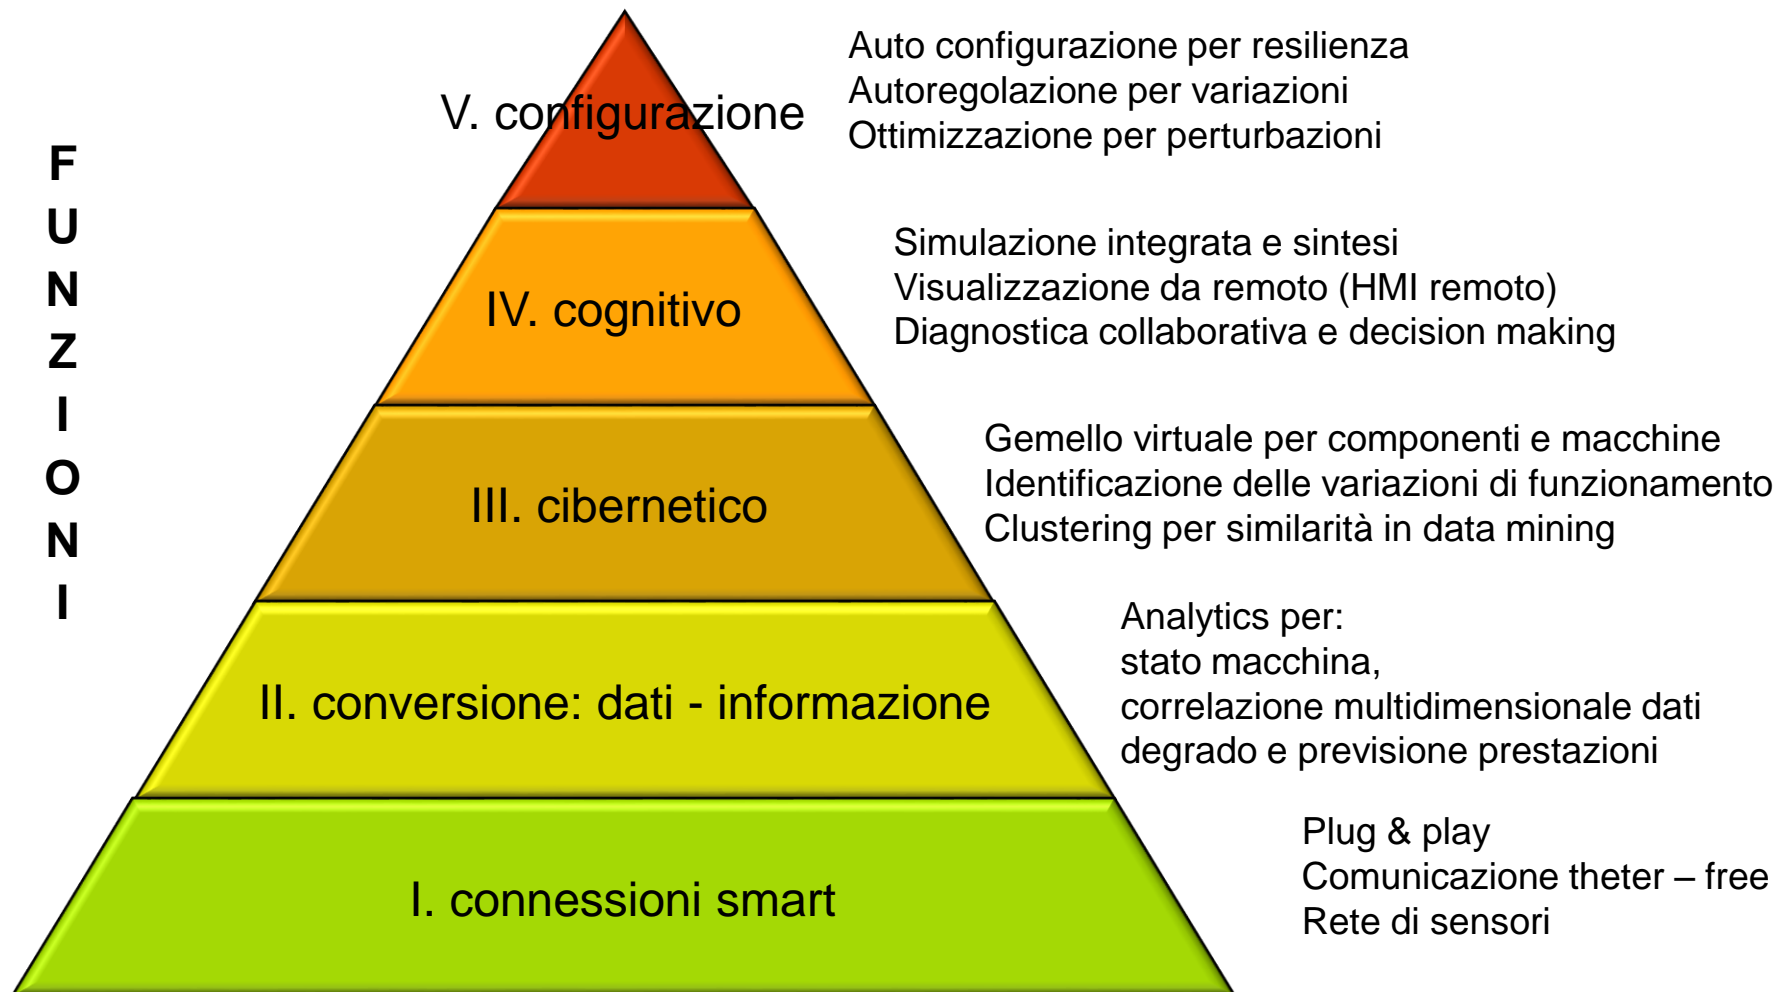 FUNZIONI
V. configurazione
Auto configurazione per resilienza
Autoregolazione per variazioni
Ottimizzazione per perturbazioni
IV. cognitivo
Simulazione integrata e sintesi
Visualizzazione da remoto (HMI remoto)
Diagnostica collaborativa e decision making
III. cibernetico
Gemello virtuale per componenti e macchine
Identificazione delle variazioni di funzionamento
Clustering per similarità in data mining
II. conversione: dati - informazione
Analytics per:
stato macchina,
correlazione multidimensionale dati
degrado e previsione prestazioni
I. connessioni smart
Plug & play
Comunicazione theter – free
Rete di sensori